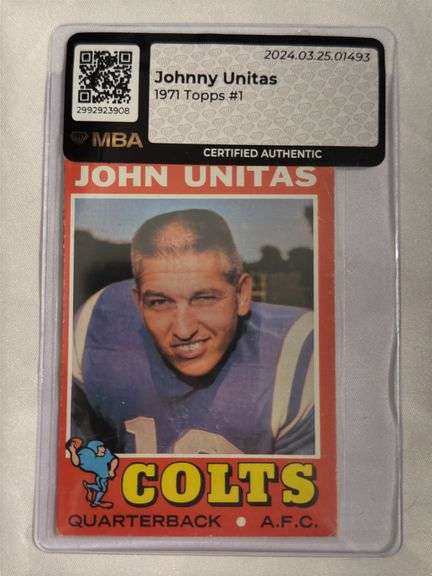 2024.03.25.01493
Johnny Unitas
1971 Topps #1
2992923908
MBA
CERTIFIED AUTHENTIC
JOHN UNITAS
COLTS
QUARTERBACK • A.F.C.